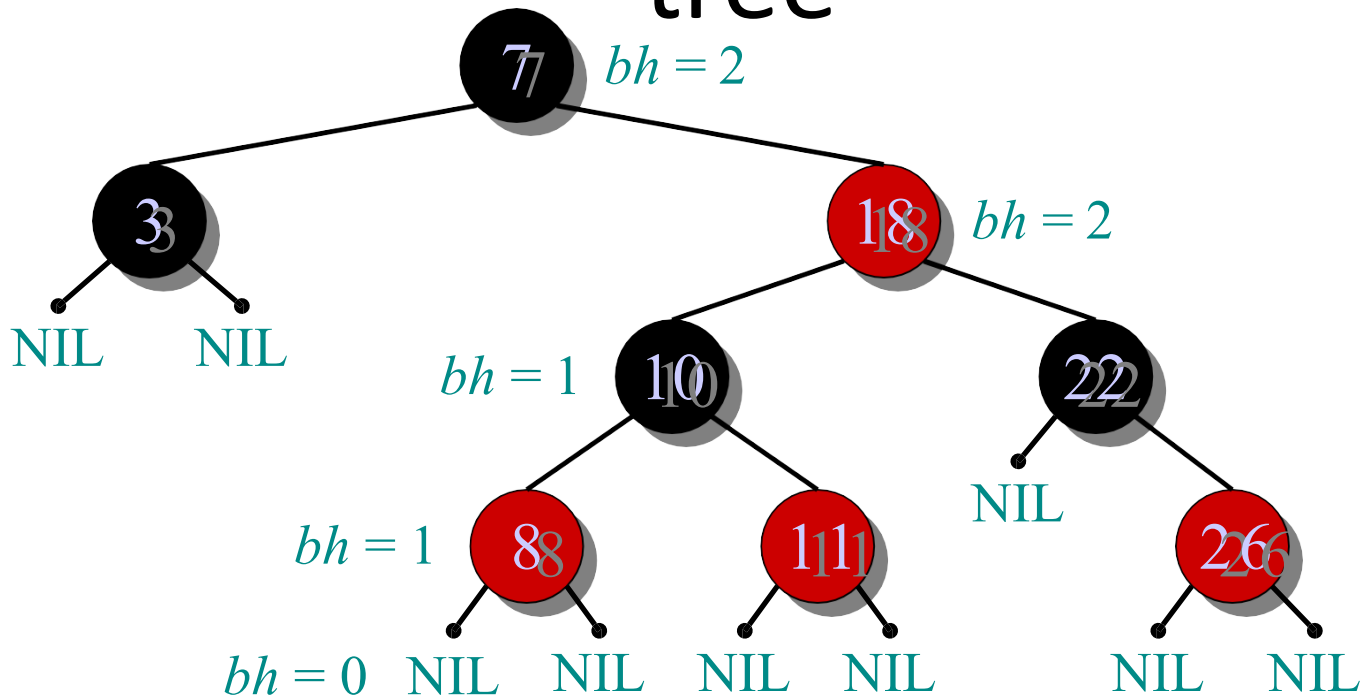 tree
7 bh = 2
3 18 bh = 2
NIL NIL
bh = 1 10 22
NIL
bh = 1 8 11 26
bh = 0 NIL NIL NIL NIL NIL NIL